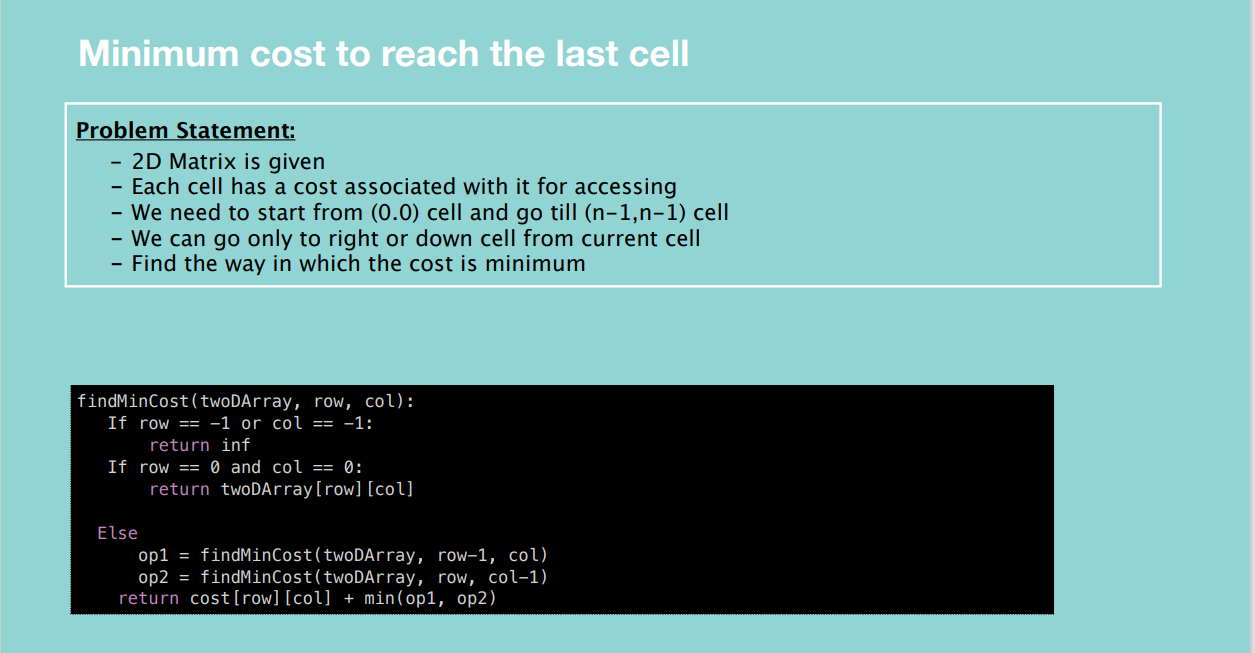 Minimum cost to reach the last cell
Problem Statement:
- 2D Matrix is given
- Each cell has a cost associated with it for accessing
- We need to start from (0.0) cell and go till (n-1,n-1) cell
- We can go only to right or down cell from current cell
- Find the way in which the cost is minimum
findMinCost(twoDArray, row, col):
If row == -1 or col == -1:
return inf
If row == 0 and col == 0:
return twoDArray[row][col]
Else
op1 = findMinCost(twoDArray, row-1, col)
op2 = findMinCost(twoDArray, row, col-1)
return cost[row][col] + min(op1, op2)